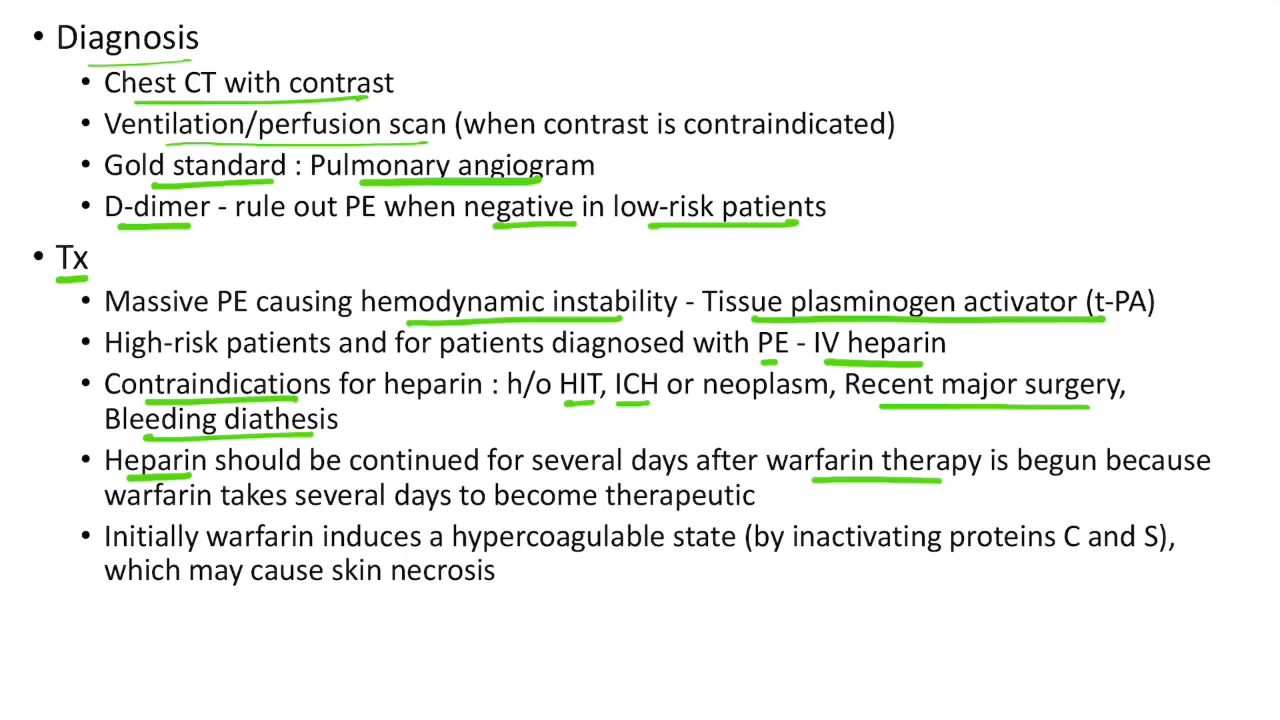 • Diagnosis
• Chest CT with contrast
• Ventilation/perfusion scan (when contrast is contraindicated)
• Gold standard : Pulmonary angiogram
• D-dimer - rule out PE when negative in low-risk patients
• Tx
• Massive PE causing hemodynamic instability - Tissue plasminogen activator (t-PA)
• High-risk patients and for patients diagnosed with PE - IV heparin
• Contraindications for heparin : h/o HIT, ICH or neoplasm, Recent major surgery,
Bleeding diathesis
• Heparin should be continued for several days after warfarin therapy is begun because
warfarin takes several days to become therapeutic
• Initially warfarin induces a hypercoagulable state (by inactivating proteins C and S),
which may cause skin necrosis